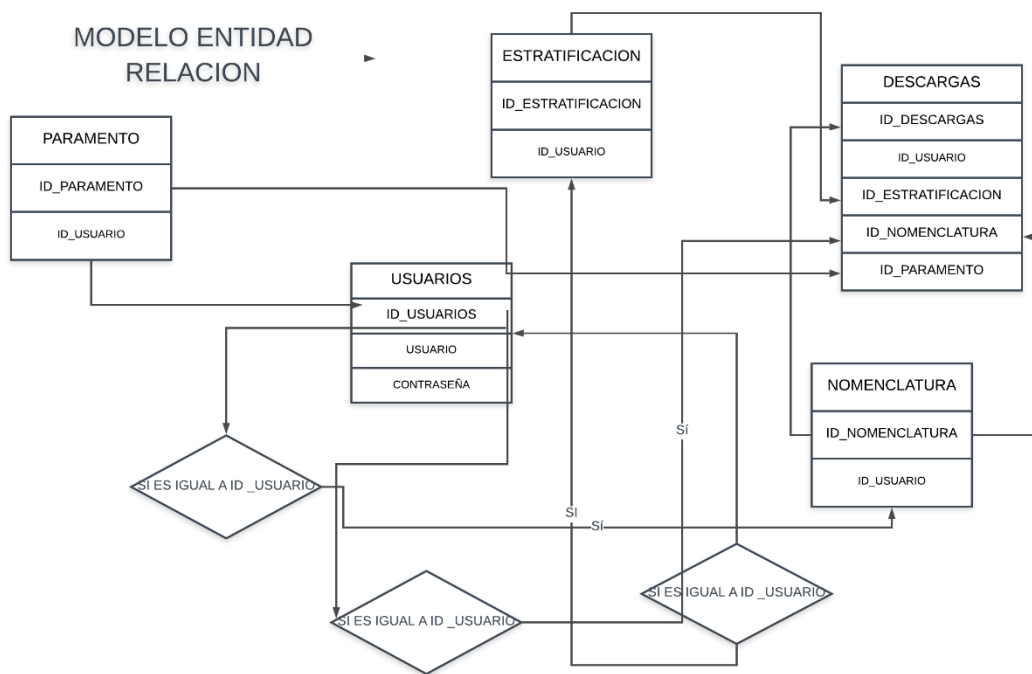 MODELO ENTIDAD
RELACION
ESTRATIFICACION
ID_ESTRATIFICACION
ID_USUARIO
DESCARGAS
ID_DESCARGAS
ID_USUARIO
ID_ESTRATIFICACION
ID_NOMENCLATURA
ID_PARAMENTO
PARAMENTO
ID_PARAMENTO
ID_USUARIO
USUARIOS
ID_USUARIOS
USUARIO
CONTRASEÑA
NOMENCLATURA
ID_NOMENCLATURA
ID_USUARIO
Sí
SI ES IGUAL A ID _USUARIO
SI
Sí
SI ES IGUAL A ID _USUARIO
SI ES IGUAL A ID _USUARIO